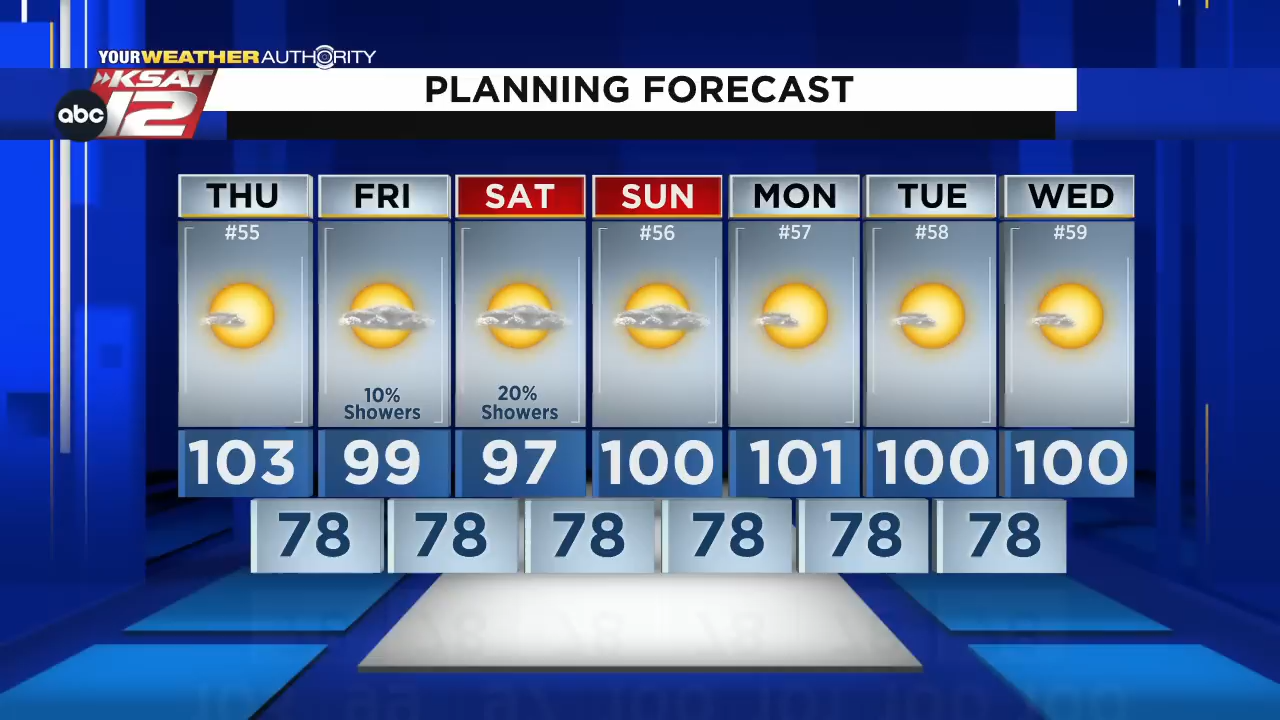 YOURWEATHERAUTHORITY
KSAT
abc 12
PLANNING FORECAST
THU FRI SAT SUN MON TUE WED
#55 #56 #57 #58 #59
10% 20%
Showers Showers
103 99 97 100 101 100 100
78 78 78 78 78 78